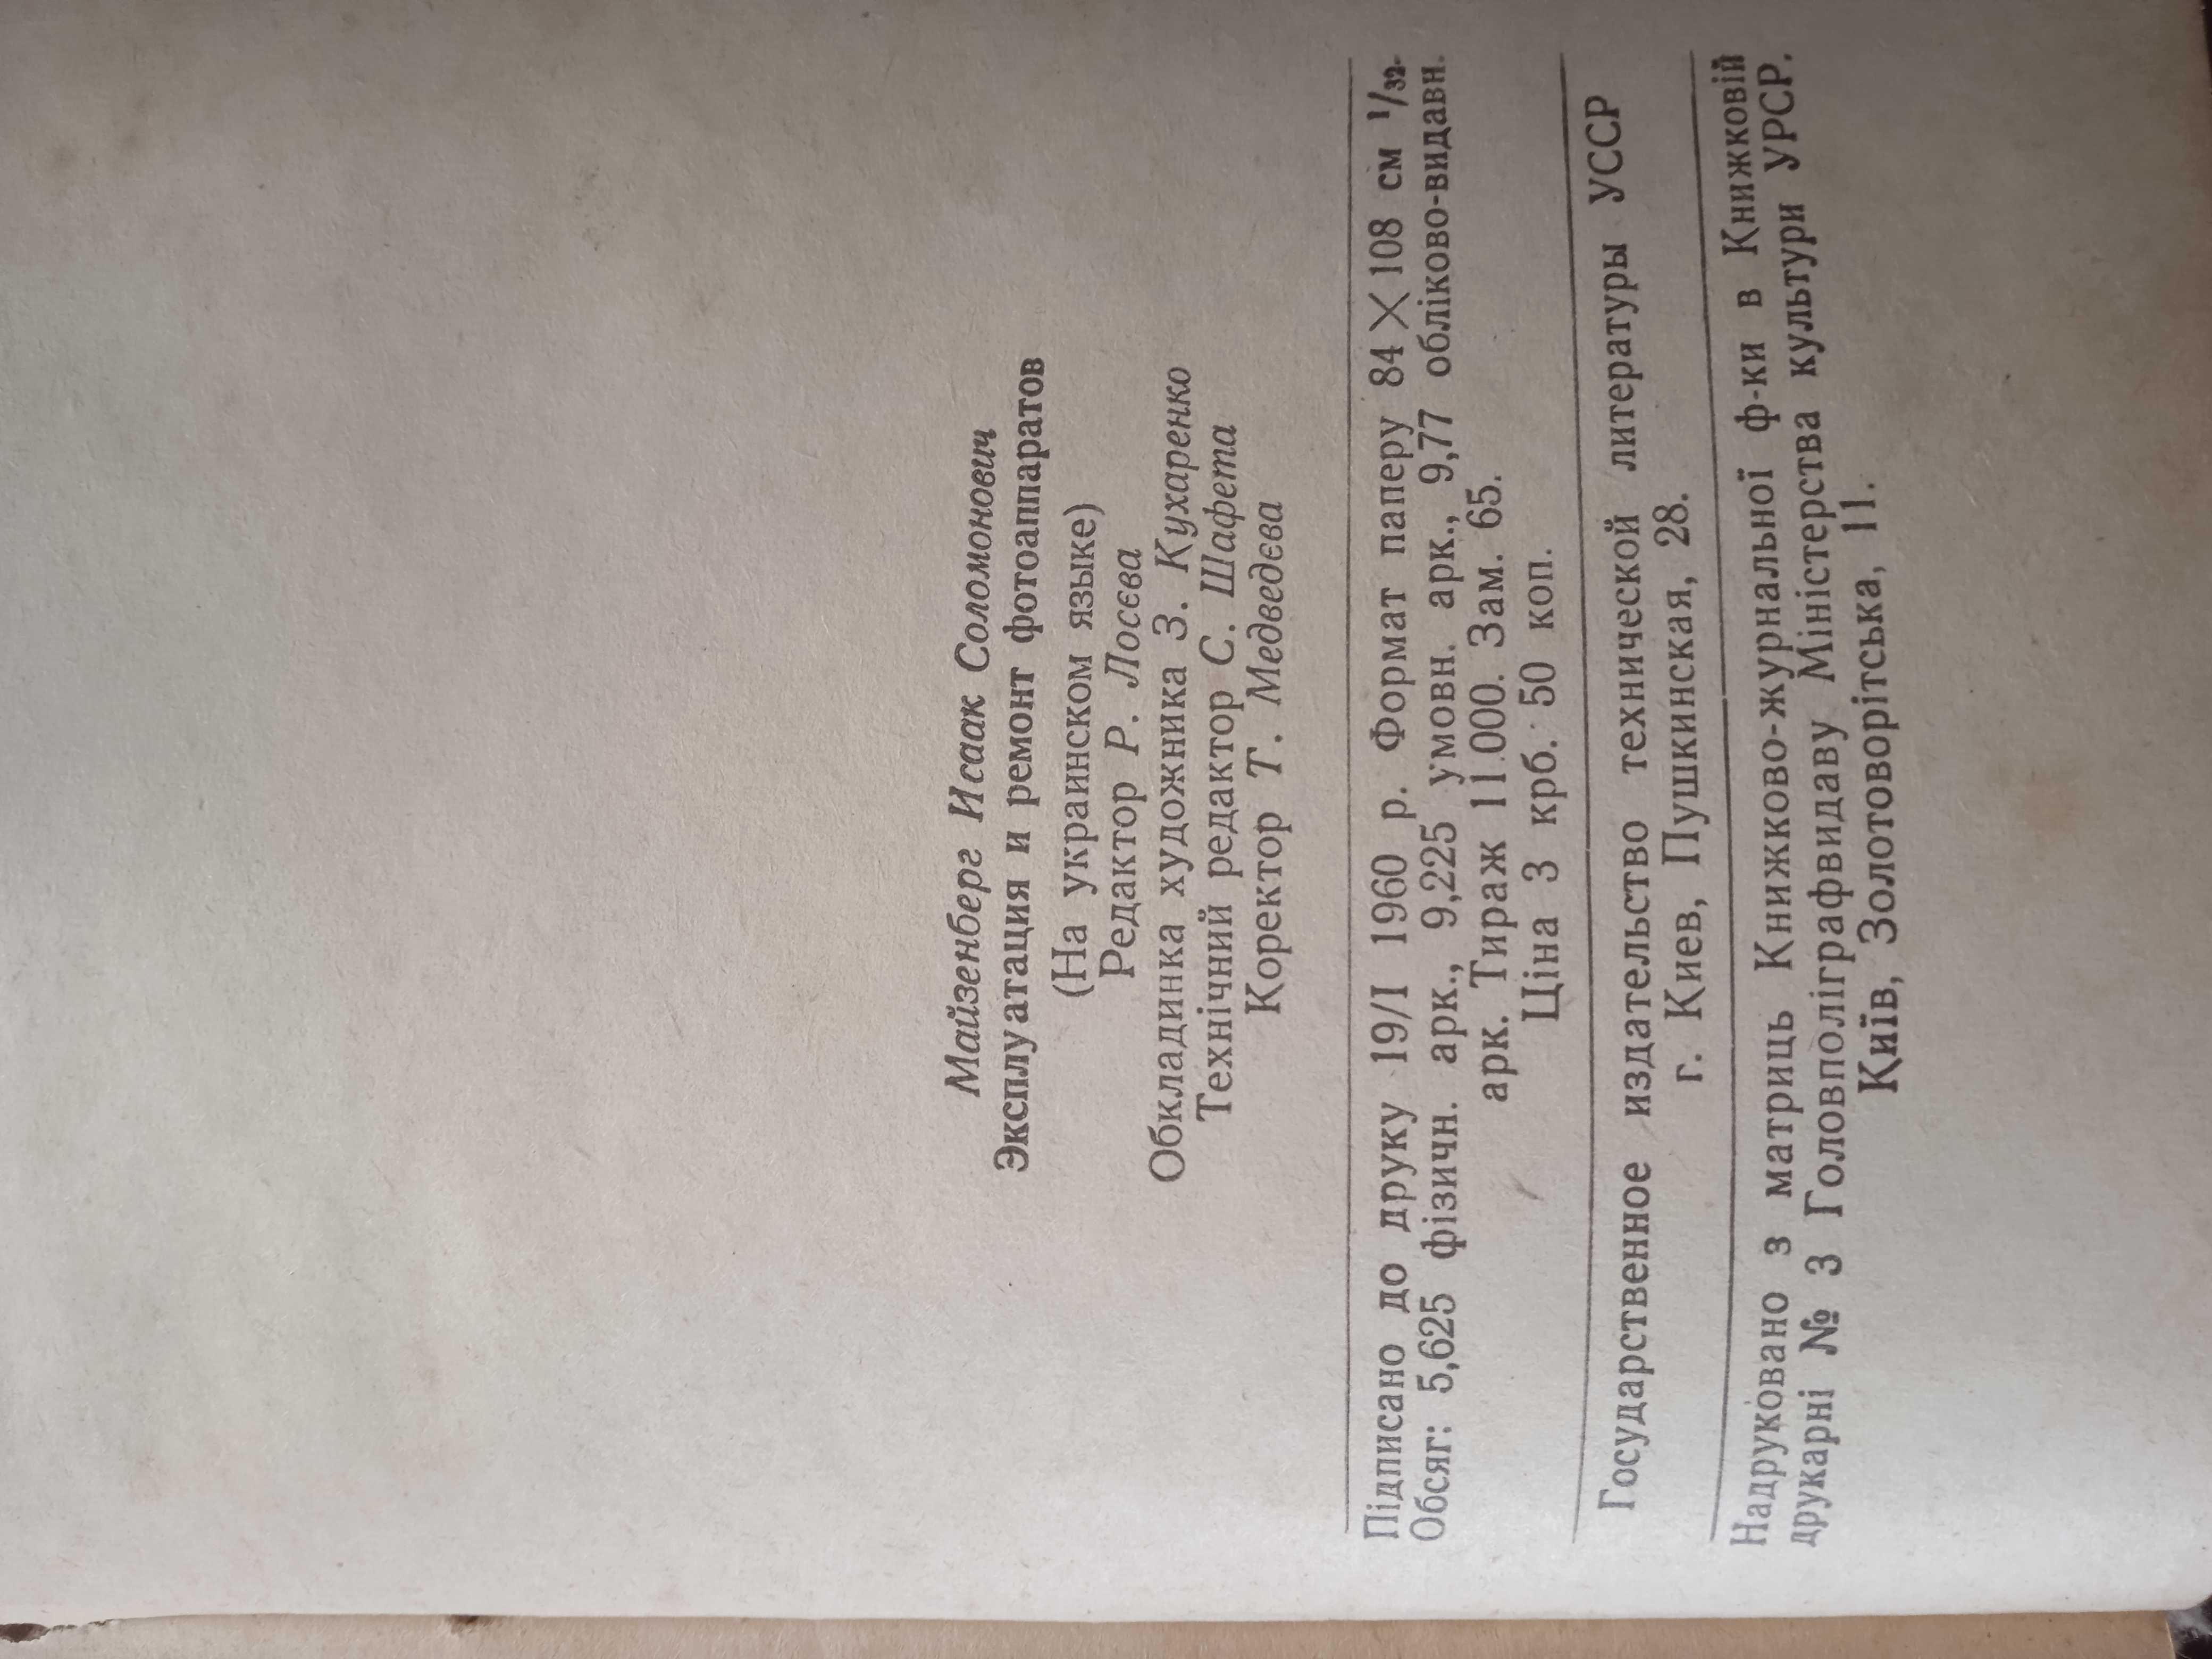 Майзенберг Исаак Соломонович
Эксплуатация и ремонт фотоаппаратов
(На украинском языке)
Редактор Р. Лосєва
Обкладинка художника З. Кухаренко
Технічний редактор С. Шафета
Коректор Т. Медведєва
Підписано до друку 19/I 1960 р. Формат паперу 84×108 см 1/32.
Обсяг: 5,625 фізичн. арк., 9,225 умовн. арк., 9,77 обліково-видавн.
арк. Тираж 11.000. Зам. 65.
Ціна 3 крб. 50 коп.
Государственное издательство технической литературы УССР
г. Киев, Пушкинская, 28.
Надруковано з матриць Книжково-журнальної ф-ки в Книжковій
друкарні № 3 Головполіграфвидаву Міністерства культури УРСР.
Київ, Золотоворітська, 11.